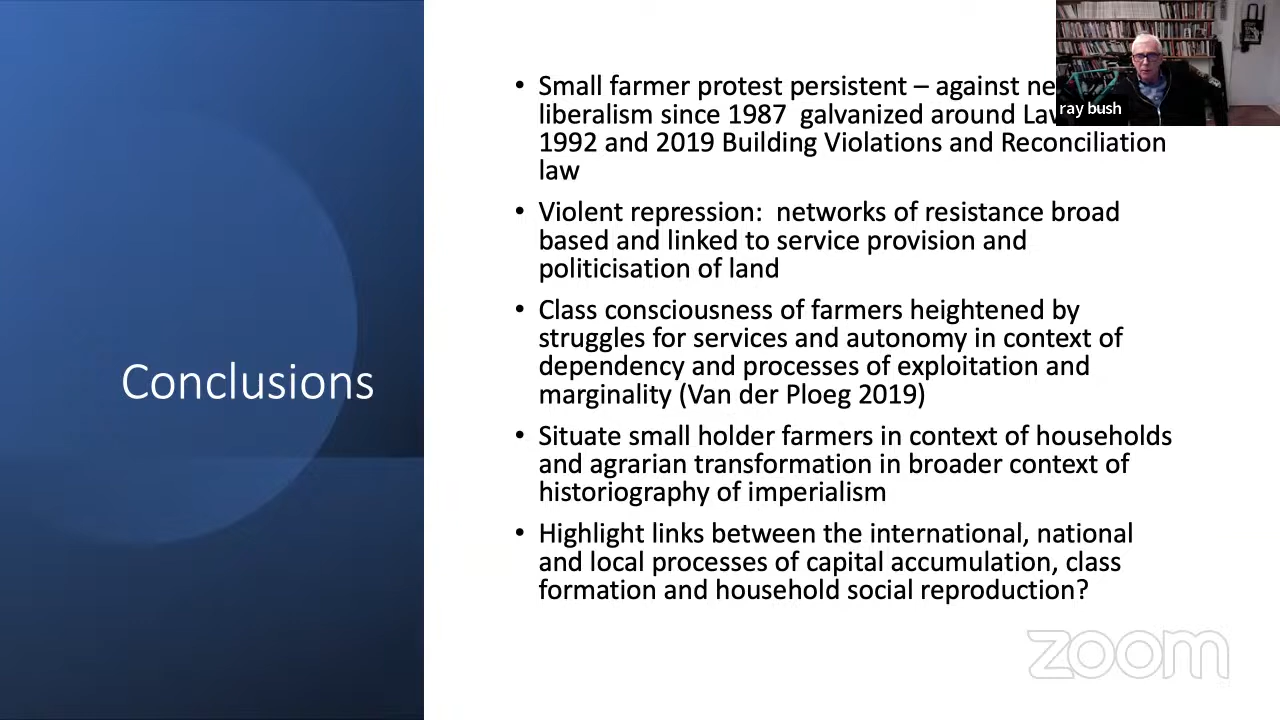 Conclusions
• Small farmer protest persistent – against
liberalism since 1987 galvanized around
1992 and 2019 Building Violations and Reconciliation
law
• Violent repression: networks of resistance broad
based and linked to service provision and
politicisation of land
• Class consciousness of farmers heightened by
struggles for services and autonomy in context of
dependency and processes of exploitation and
marginality (Van der Ploeg 2019)
• Situate small holder farmers in context of households
and agrarian transformation in broader context of
historiography of imperialism
• Highlight links between the international, national
and local processes of capital accumulation, class
formation and household social reproduction?
ray bush
zoom